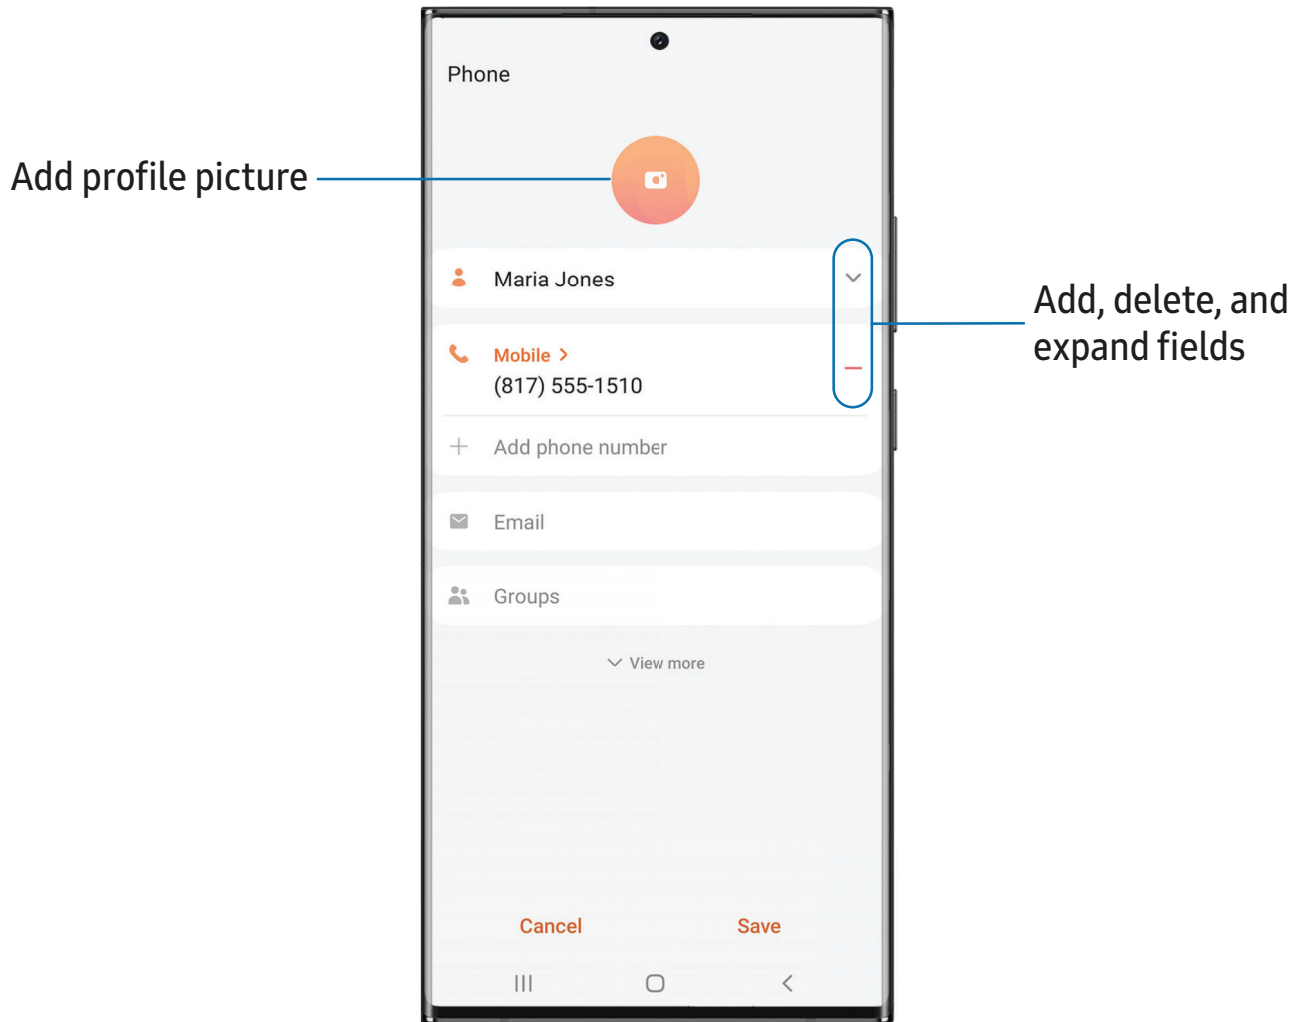 Phone
Add profile picture
Maria Jones
Add, delete, and
expand fields
Mobile >
(817) 555-1510
Add phone number
Email
Groups
View more
Cancel
Save